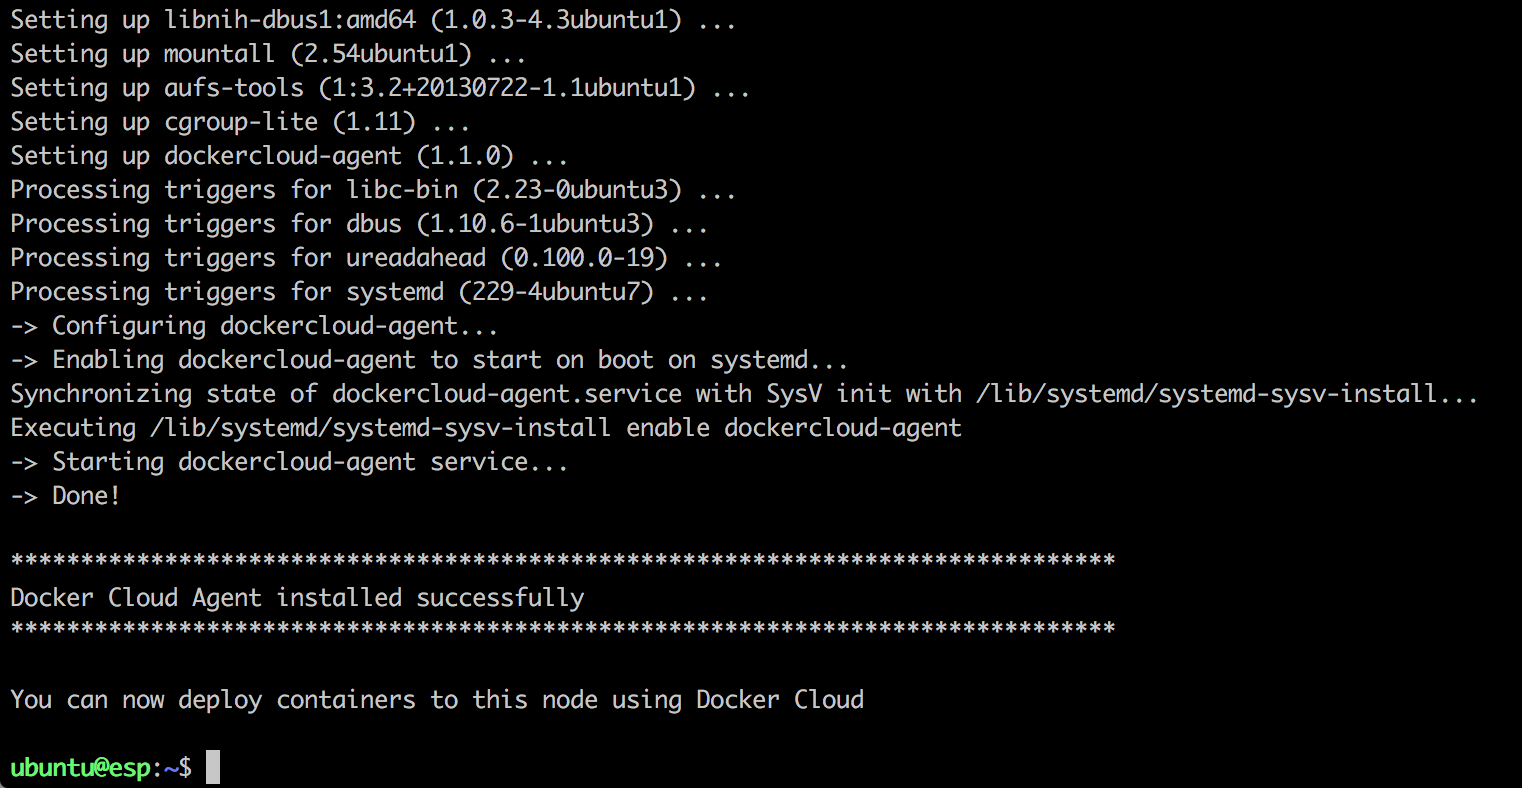 Setting up libnih-dbus1:amd64 (1.0.3-4.3ubuntu1) ...
Setting up mountall (2.54ubuntu1) ...
Setting up aufs-tools (1:3.2+20130722-1.1ubuntu1) ...
Setting up cgroup-lite (1.11) ...
Setting up dockercloud-agent (1.1.0) ...
Processing triggers for libc-bin (2.23-0ubuntu3) ...
Processing triggers for dbus (1.10.6-1ubuntu3) ...
Processing triggers for ureadahead (0.100.0-19) ...
Processing triggers for systemd (229-4ubuntu7) ...
-> Configuring dockercloud-agent...
-> Enabling dockercloud-agent to start on boot on systemd...
Synchronizing state of dockercloud-agent.service with SysV init with /lib/systemd/systemd-sysv-install...
Executing /lib/systemd/systemd-sysv-install enable dockercloud-agent
-> Starting dockercloud-agent service...
-> Done!
*******************************************************************************
Docker Cloud Agent installed successfully
*******************************************************************************
You can now deploy containers to this node using Docker Cloud
ubuntu@esp:~$